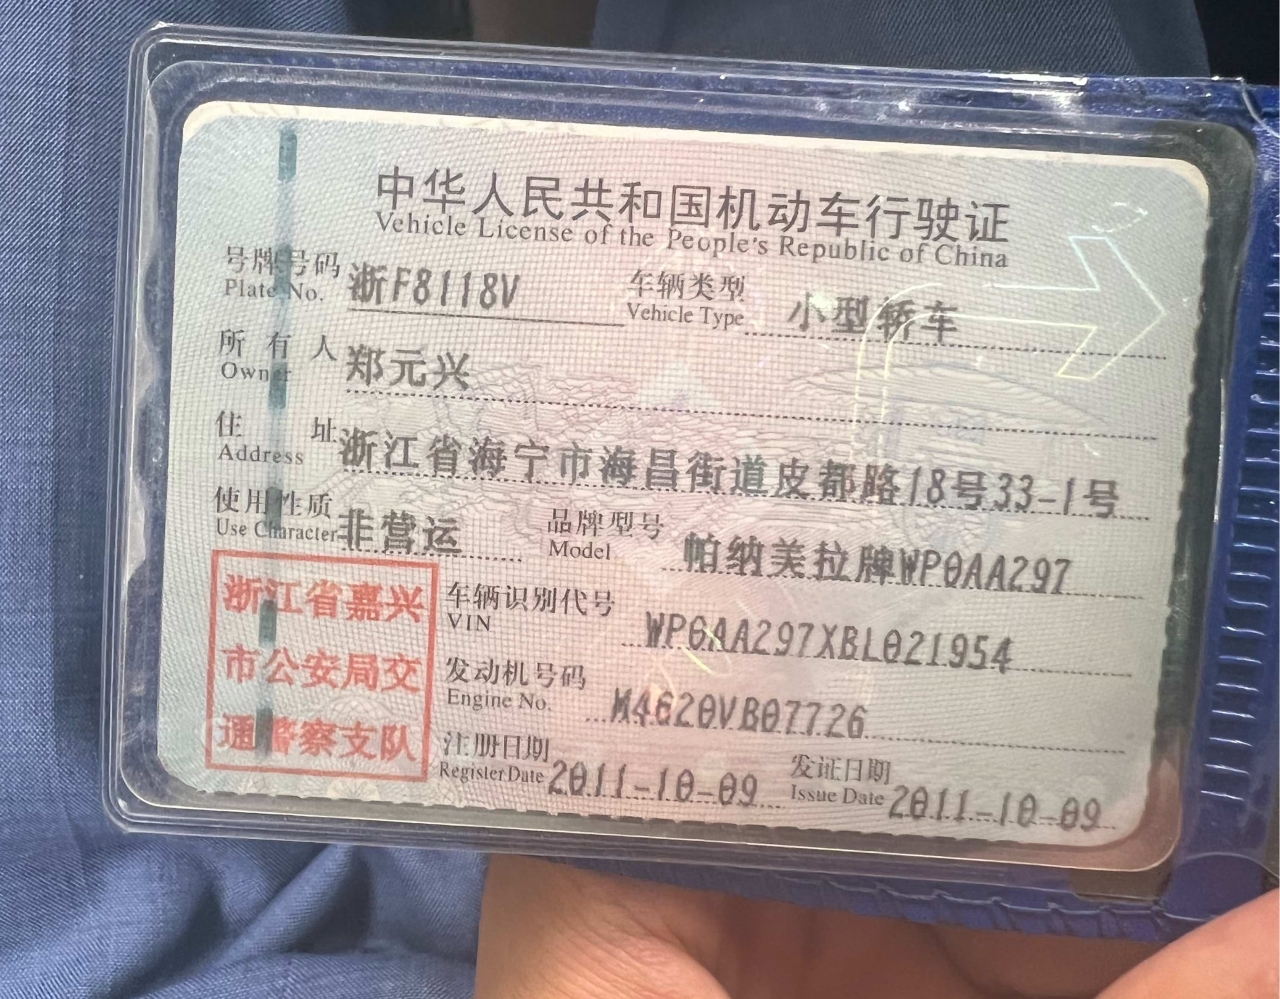 中华人民共和国机动车行驶证
Vehicle License of the People's Republic of China
号牌号码 浙F8118V 车辆类型 小型轿车
Plate No. Vehicle Type
所有人 郑元兴
Owner
住址 浙江省海宁市海昌街道皮都路18号33-1号
Address
使用性质 非营运 品牌型号 帕纳美拉牌WP0AA297
Use Character Model
浙江省嘉兴
市公安局交
通警察支队
车辆识别代号 WP0AA297XBL021954
VIN
发动机号码 M4620VB07726
Engine No.
注册日期 2011-10-09 发证日期 2011-10-09
Register Date Issue Date